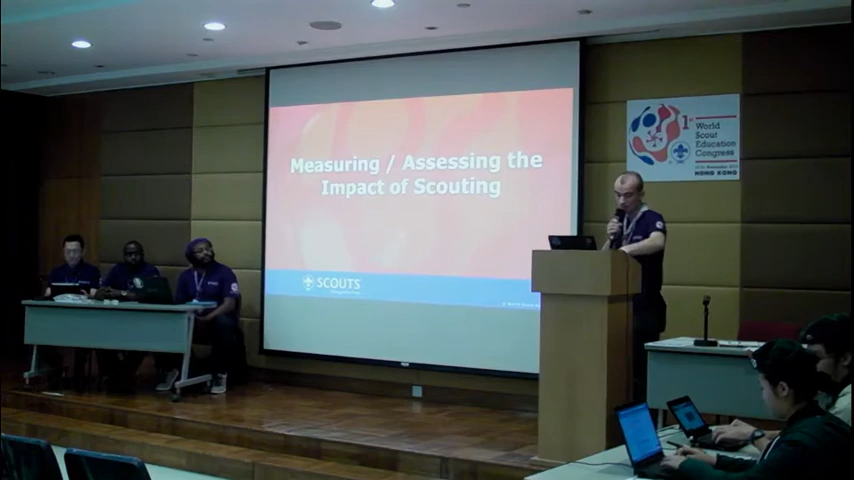 Measuring / Assessing the
Impact of Scouting
SCOUTS
1st World
Scout
Education
Congress
HONG KONG